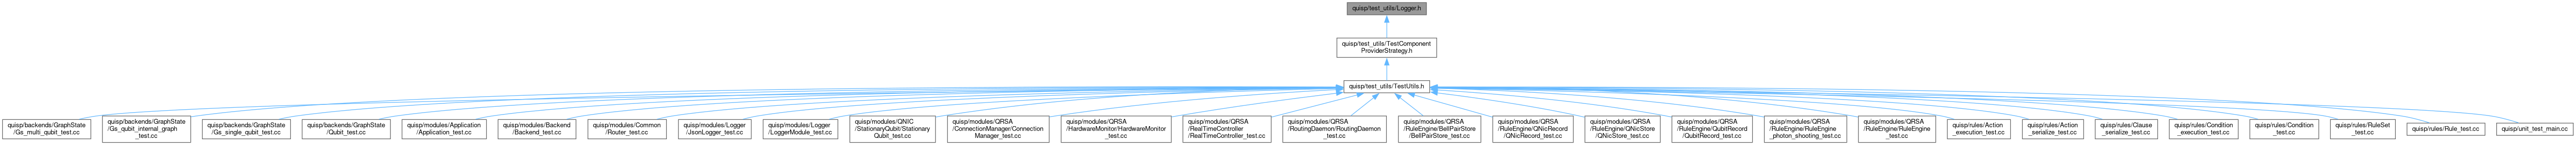 quisp/test_utils/Logger.h
quisp/test_utils/TestComponent
ProviderStrategy.h
quisp/test_utils/TestUtils.h
quisp/backends/GraphState
/Gs_multi_qubit_test.cc
quisp/backends/GraphState
/Gs_qubit_internal_graph
_test.cc
quisp/backends/GraphState
/Gs_single_qubit_test.cc
quisp/backends/GraphState
/Qubit_test.cc
quisp/modules/Application
/Application_test.cc
quisp/modules/Backend
/Backend_test.cc
quisp/modules/Common
/Router_test.cc
quisp/modules/Logger
/JsonLogger_test.cc
quisp/modules/Logger
/LoggerModule_test.cc
quisp/modules/QNIC
/StationaryQubit/Stationary
Qubit_test.cc
quisp/modules/QRSA
/ConnectionManager/Connection
Manager_test.cc
quisp/modules/QRSA
/HardwareMonitor/HardwareMonitor
_test.cc
quisp/modules/QRSA
/RealTimeController
/RealTimeController_test.cc
quisp/modules/QRSA
/RoutingDaemon/RoutingDaemon
_test.cc
quisp/modules/QRSA
/RuleEngine/BellPairStore
/BellPairStore_test.cc
quisp/modules/QRSA
/RuleEngine/QNicRecord
/QNicRecord_test.cc
quisp/modules/QRSA
/RuleEngine/QNicStore
/QNicStore_test.cc
quisp/modules/QRSA
/RuleEngine/QubitRecord
/QubitRecord_test.cc
quisp/modules/QRSA
/RuleEngine/RuleEngine
_photon_shooting_test.cc
quisp/modules/QRSA
/RuleEngine/RuleEngine
_test.cc
quisp/rules/Action
_execution_test.cc
quisp/rules/Action
_serialize_test.cc
quisp/rules/Clause
_serialize_test.cc
quisp/rules/Condition
_execution_test.cc
quisp/rules/Condition
_test.cc
quisp/rules/RuleSet
_test.cc
quisp/rules/Rule_test.cc
quisp/unit_test_main.cc